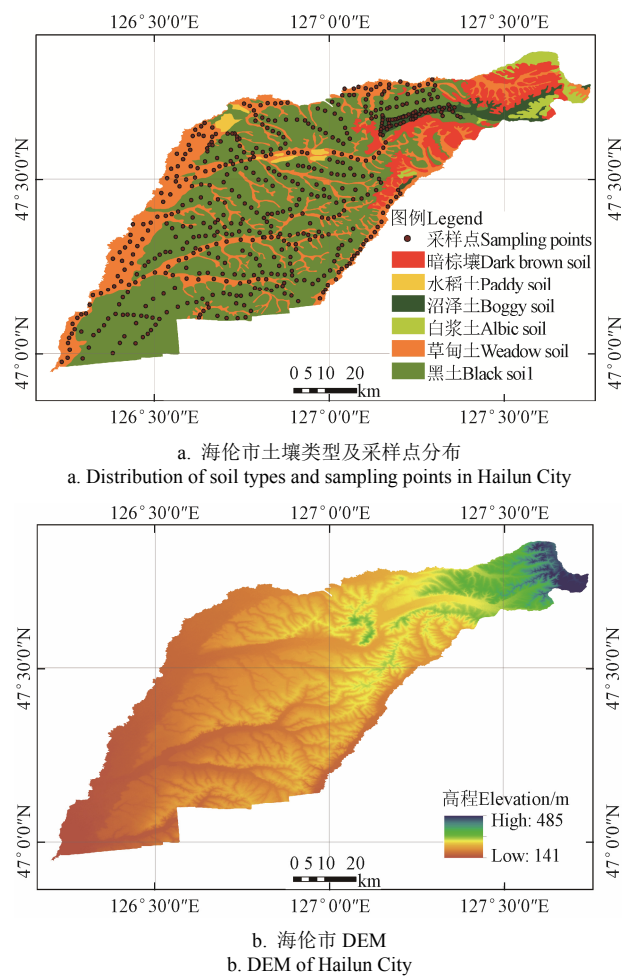 126°30′0″E 127°0′0″E 127°30′0″E
47°30′0″N 47°30′0″N
47°0′0″N 47°0′0″N
图例Legend
采样点Sampling points
暗棕壤Dark brown soil
水稻土Paddy soil
沼泽土Boggy soil
白浆土Albic soil
草甸土Weadow soil
黑土Black soi1
0 5 10 20
km
126°30′0″E 127°0′0″E 127°30′0″E
a. 海伦市土壤类型及采样点分布
a. Distribution of soil types and sampling points in Hailun City
126°30′0″E 127°0′0″E 127°30′0″E
47°30′0″N 47°30′0″N
47°0′0″N 47°0′0″N
高程Elevation/m
High: 485
Low: 141
0 5 10 20
km
126°30′0″E 127°0′0″E 127°30′0″E
b. 海伦市 DEM
b. DEM of Hailun City